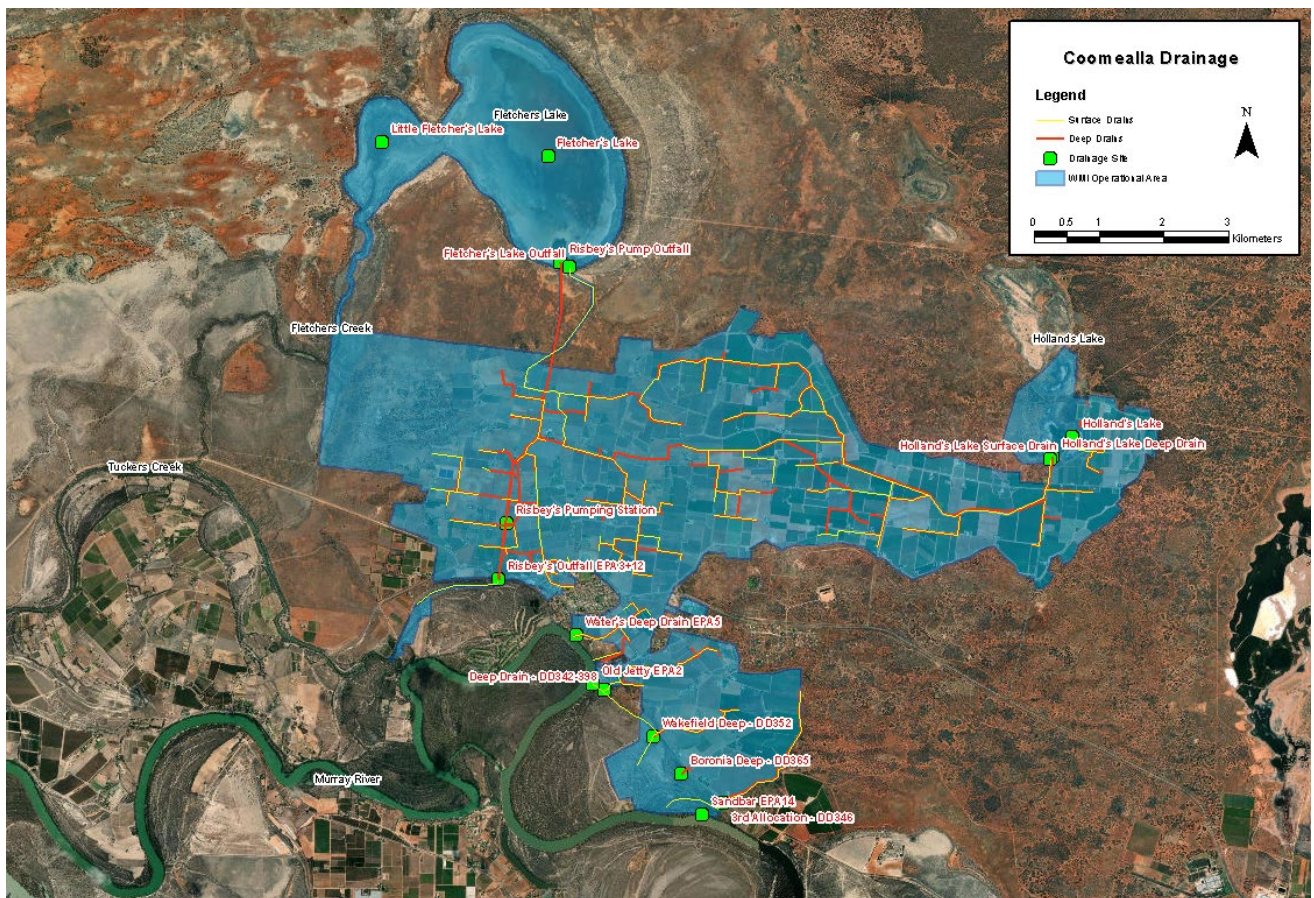 Coomealla Drainage
Legend
Surface Drains
Deep Drains
Drainage Site
WMI Operational Area
N
0 0.5 1 2 3
Kilometers
Fletchers Lake
Little Fletcher's Lake
Fletcher's Lake
Fletcher's Lake Outfall
Risbey's Pump Outfall
Fletchers Creek
Hollands Lake
Holland's Lake
Holland's Lake Surface Drain
Holland's Lake Deep Drain
Tuckers Creek
Risbey's Pumping Station
Risbey's Outfall EPA 3+12
Water's Deep Drain EPA5
Old Jetty EPA2
Deep Drain - DD342-398
Wakefield Deep - DD352
Boronia Deep - DD365
Murray River
Sandbar EPA14
3rd Allocation - DD346